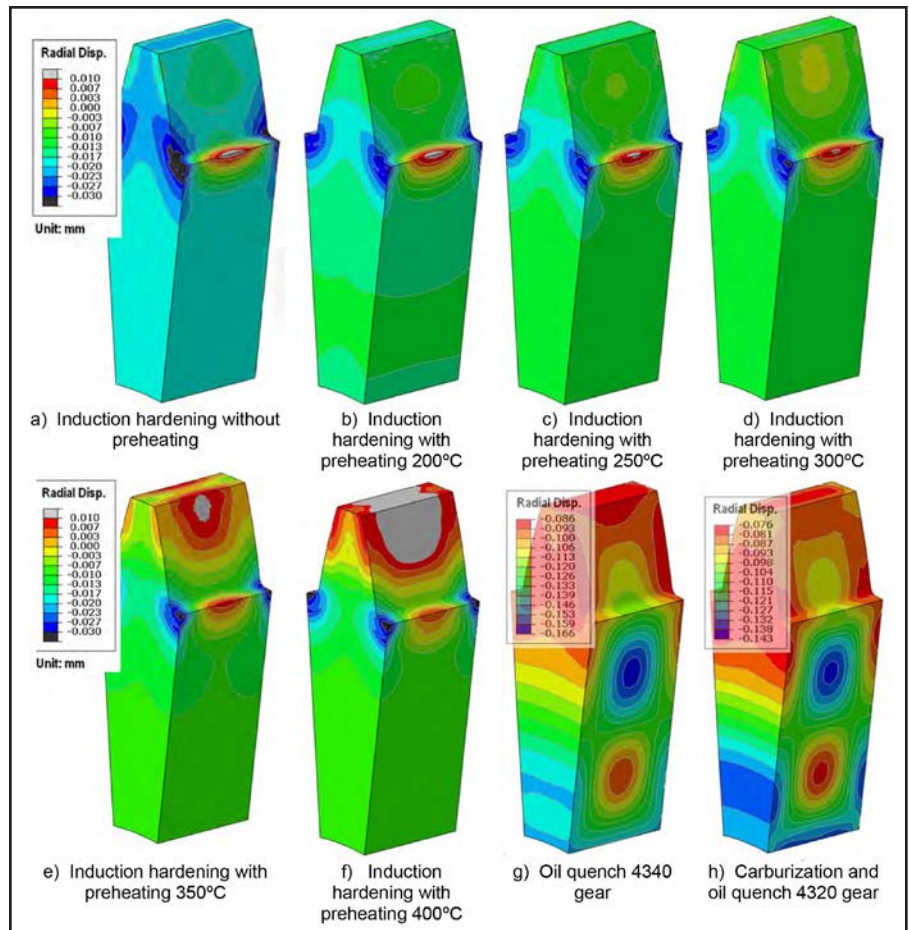 Radial Disp.
0.010
0.007
0.003
0.000
-0.003
-0.007
-0.010
-0.013
-0.017
-0.020
-0.023
-0.027
-0.030
Unit: mm
a) Induction hardening without
preheating
b) Induction
hardening with
preheating 200ºC
c) Induction
hardening with
preheating 250ºC
d) Induction
hardening with
preheating 300ºC
Radial Disp.
0.010
0.007
0.003
0.000
-0.003
-0.007
-0.010
-0.013
-0.017
-0.020
-0.023
-0.027
-0.030
Unit: mm
Radial Disp.
-0.086
-0.093
-0.100
-0.106
-0.113
-0.120
-0.126
-0.133
-0.139
-0.146
-0.153
-0.159
-0.166
Radial Disp.
-0.076
-0.081
-0.087
-0.093
-0.098
-0.104
-0.110
-0.115
-0.121
-0.127
-0.132
-0.138
-0.143
e) Induction hardening with
preheating 350ºC
f) Induction
hardening with
preheating 400ºC
g) Oil quench 4340
gear
h) Carburization and
oil quench 4320 gear